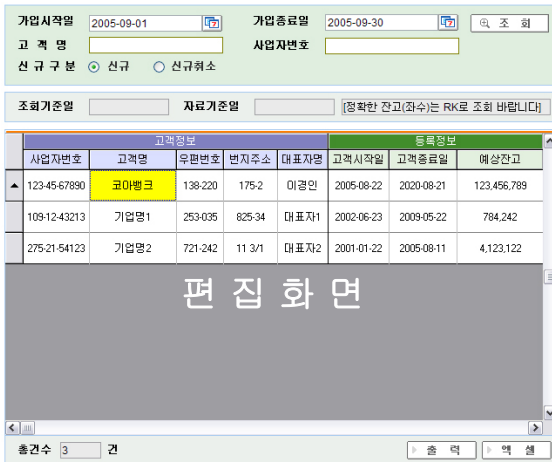 가입시작일 2005-09-01 가입종료일 2005-09-30 조 회
고 객 명 사업자번호
신 규 구 분 신규 신규취소
조회기준일 자료기준일 [정확한 잔고(좌수)는 RK로 조회 바랍니다]
고객정보 등록정보
사업자번호 고객명 우편번호 번지주소 대표자명 고객시작일 고객종료일 예상잔고
123-45-67890 코아뱅크 138-220 175-2 이경인 2005-08-22 2020-08-21 123,456,789
109-12-43213 기업명1 253-035 825-34 대표자1 2002-06-23 2009-05-22 784,242
275-21-54123 기업명2 721-242 11 3/1 대표자2 2001-01-22 2005-08-11 4,123,122
편 집 화 면
총건수 3 건 출 력 엑 셀